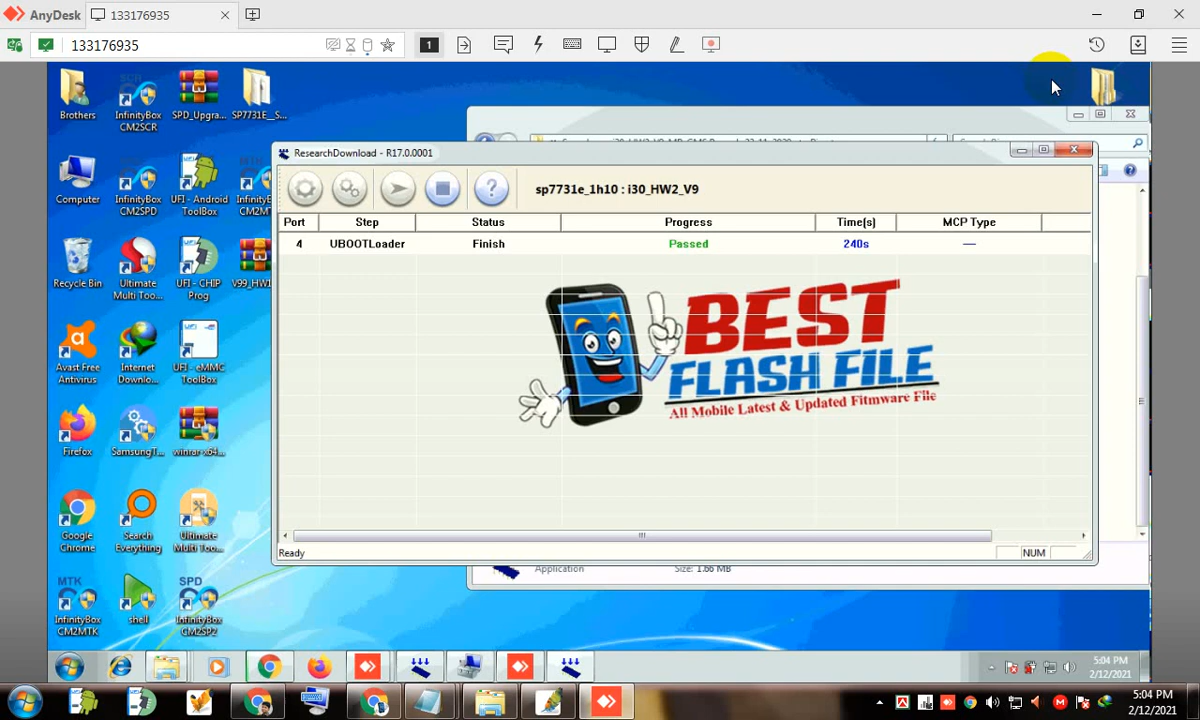 AnyDesk
133176935
133176935
1
Brothers
InfinityBox
CM2SCR
SPD_Upgra...
SP7731E__S...
Computer
InfinityBox
CM2SPD
UFI - Android
ToolBox
Recycle Bin
Ultimate
Multi Too...
UFI - CHIP
Prog
Avast Free
Antivirus
Internet
Downlo...
UFI - eMMC
ToolBox
Firefox
SamsungT...
winrar-x64...
Google
Chrome
Search
Everything
Ultimate
Multi Too...
MTK
SPD
InfinityBox
CM2MTK
shell
InfinityBox
CM2SP2
ResearchDownload - R17.0.0001
sp7731e_1h10 : i30_HW2_V9
Port Step Status Progress Time(s) MCP Type
4 UBOOTLoader Finish Passed 240s —
BEST
FLASH FILE
All Mobile Latest & Updated Fitmware File
Ready
NUM
Application Size: 1.66 MB
5:04 PM
2/12/2021
5:04 PM
2/12/2021